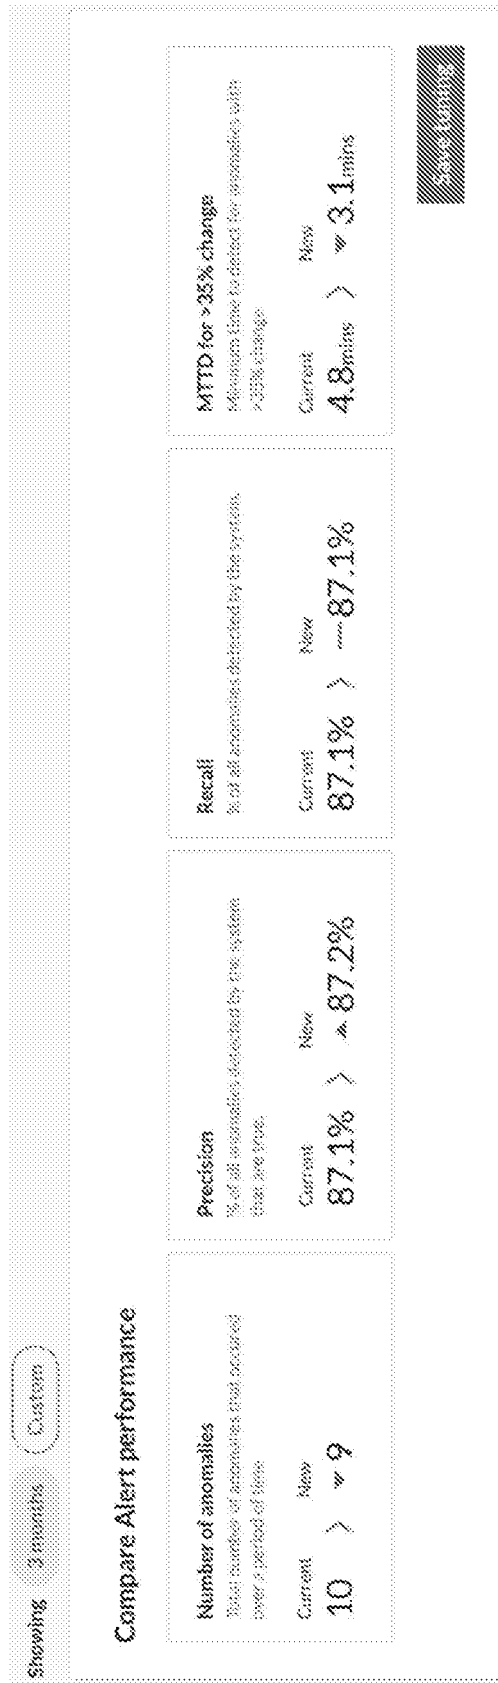 Showing 3 months Custom
Compare Alert performance
Number of anomalies
Total number of anomalies that occured
over a period of time
Current New
10 > ▼ 9
Precision
% of all anomalies detected by the system
that are true.
Current New
87.1% > ▲ 87.2%
Recall
% of all anomalies detected by the system.
Current New
87.1% > —87.1%
MTTD for >35% change
Minimum time to detect for anomalies with
>35% change
Current New
4.8mins > ▼ 3.1mins
Save tuning